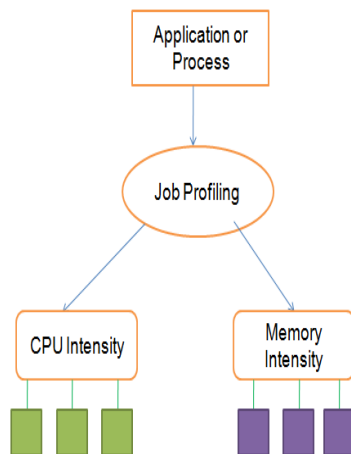 Application or
Process
Job Profiling
CPU Intensity
Memory
Intensity